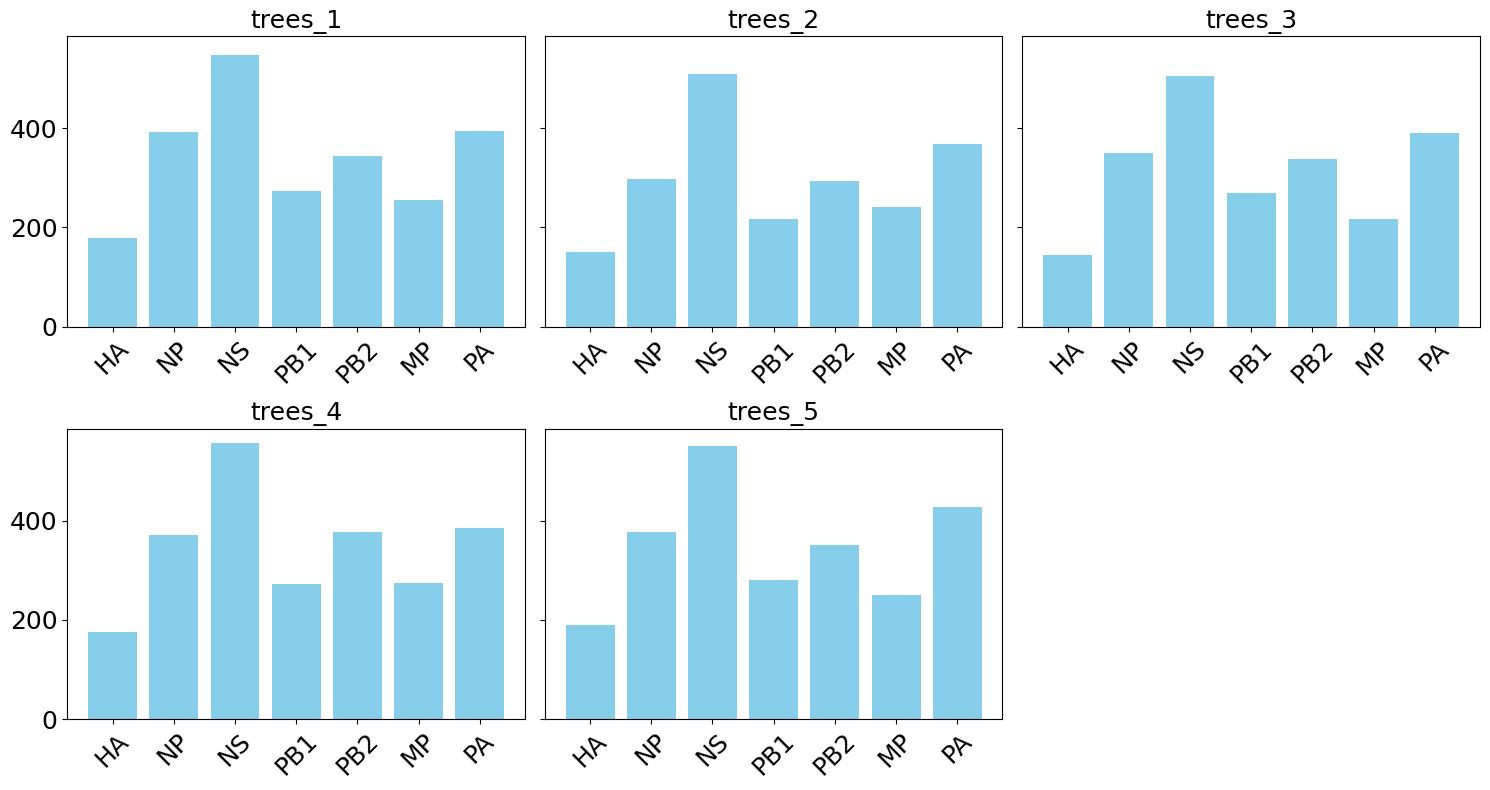 trees_1
trees_2
trees_3
400
200
0
HA NP NS PB1 PB2 MP PA
HA NP NS PB1 PB2 MP PA
HA NP NS PB1 PB2 MP PA
trees_4
trees_5
400
200
0
HA NP NS PB1 PB2 MP PA
HA NP NS PB1 PB2 MP PA